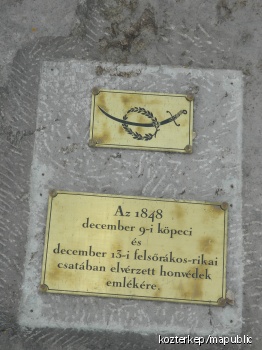 Az 1848
december 9-i köpeci
és
december 13-i felsőrákos-rikai
csatában elvérzett honvédek
emlékére.
kozterkep/mapublic